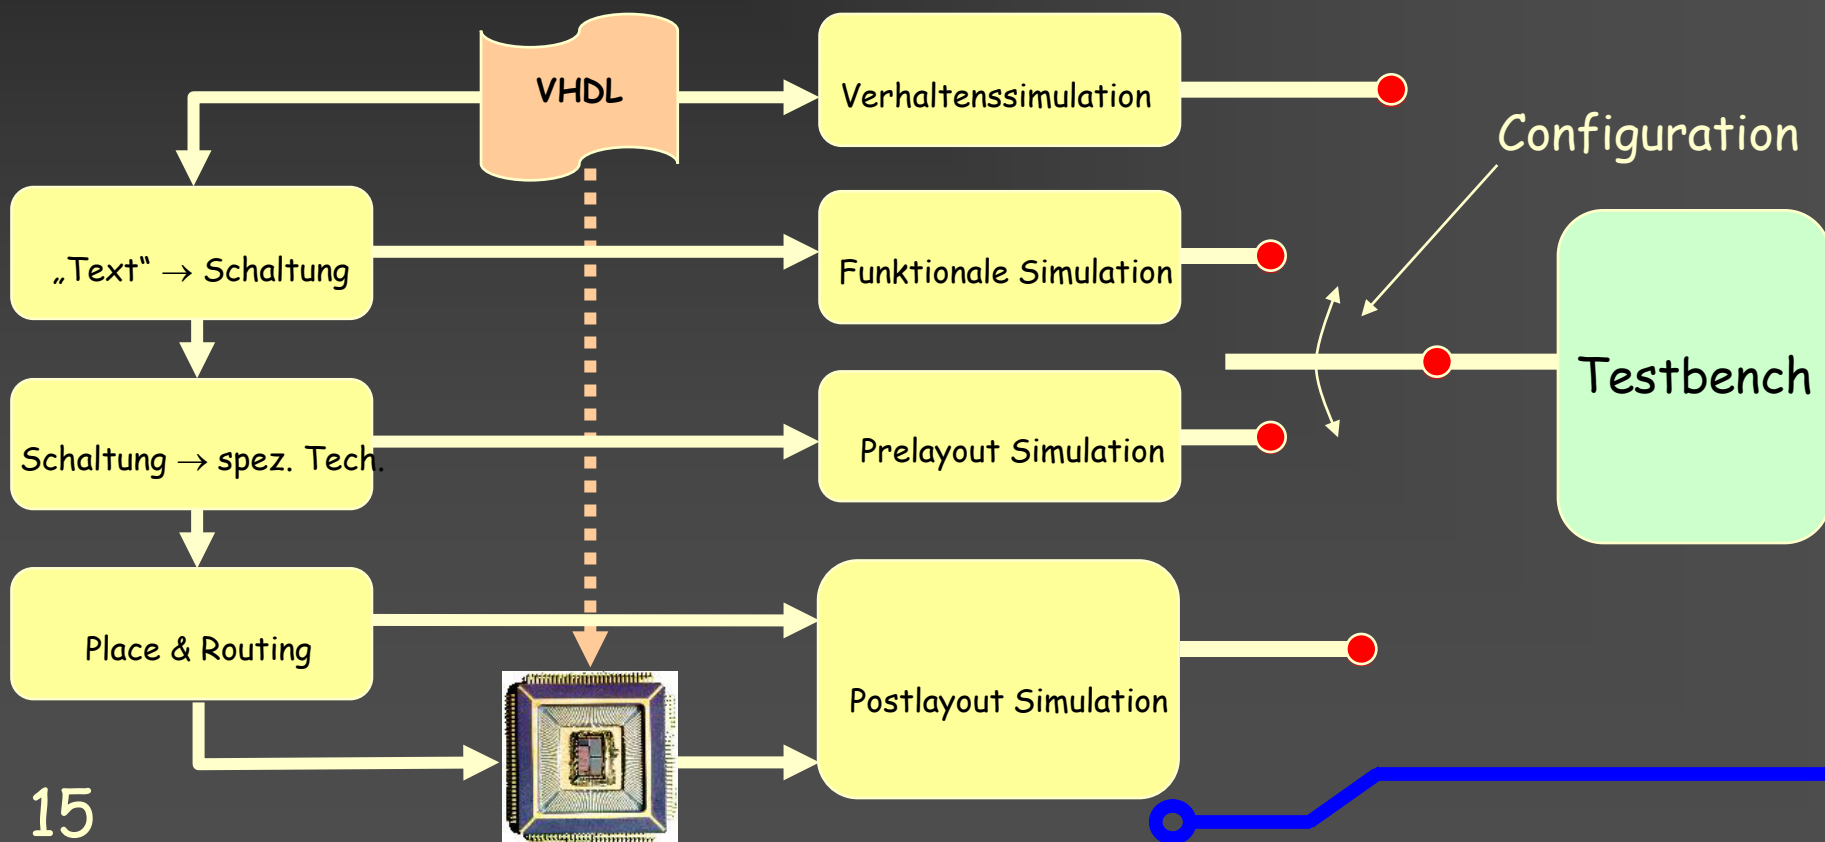 VHDL
Verhaltenssimulation
Configuration
„Text“ → Schaltung
Funktionale Simulation
Testbench
Schaltung → spez. Tech.
Prelayout Simulation
Place & Routing
Postlayout Simulation
15